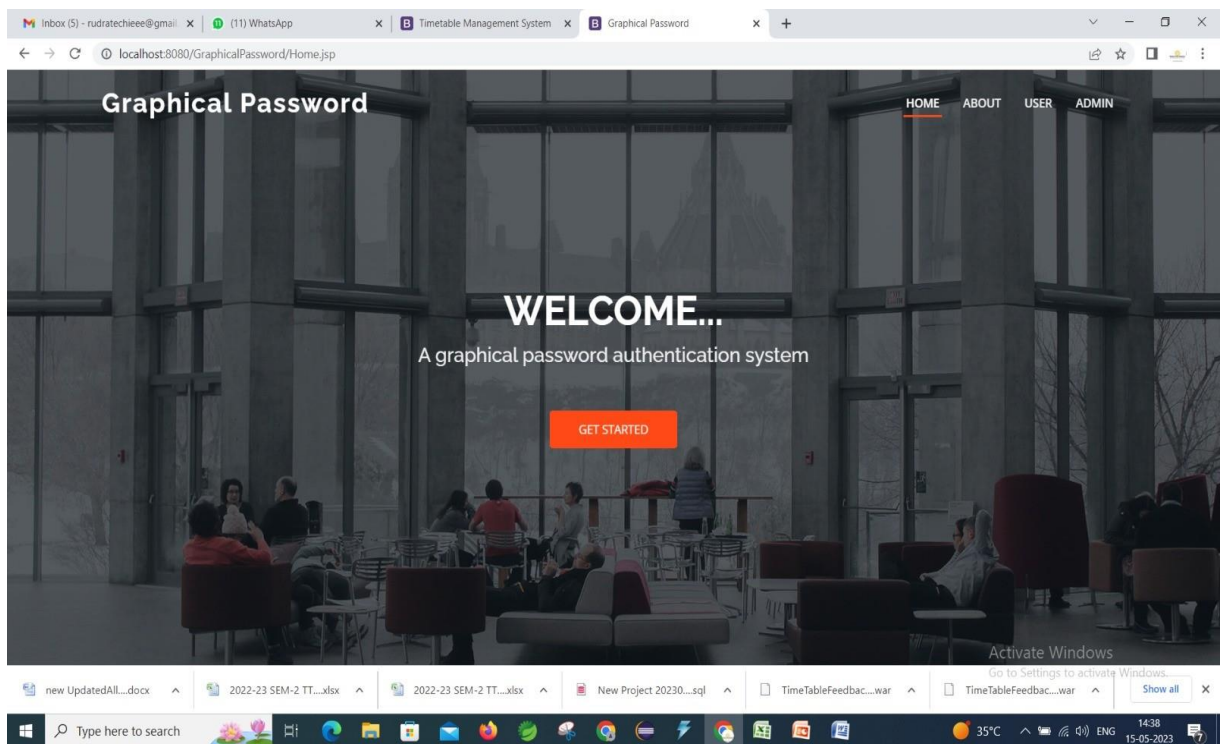 Inbox (5) - rudratechieee@gmail.
(11) WhatsApp
Timetable Management System
Graphical Password
localhost:8080/GraphicalPassword/Home.jsp
Graphical Password
HOME
ABOUT
USER
ADMIN
WELCOME...
A graphical password authentication system
GET STARTED
Activate Windows
Go to Settings to activate Windows.
new UpdatedAll....docx
2022-23 SEM-2 TT....xlsx
2022-23 SEM-2 TT....xlsx
New Project 20230....sql
TimeTableFeedbac....war
TimeTableFeedbac....war
Show all
Type here to search
35°C
ENG
14:38
15-05-2023